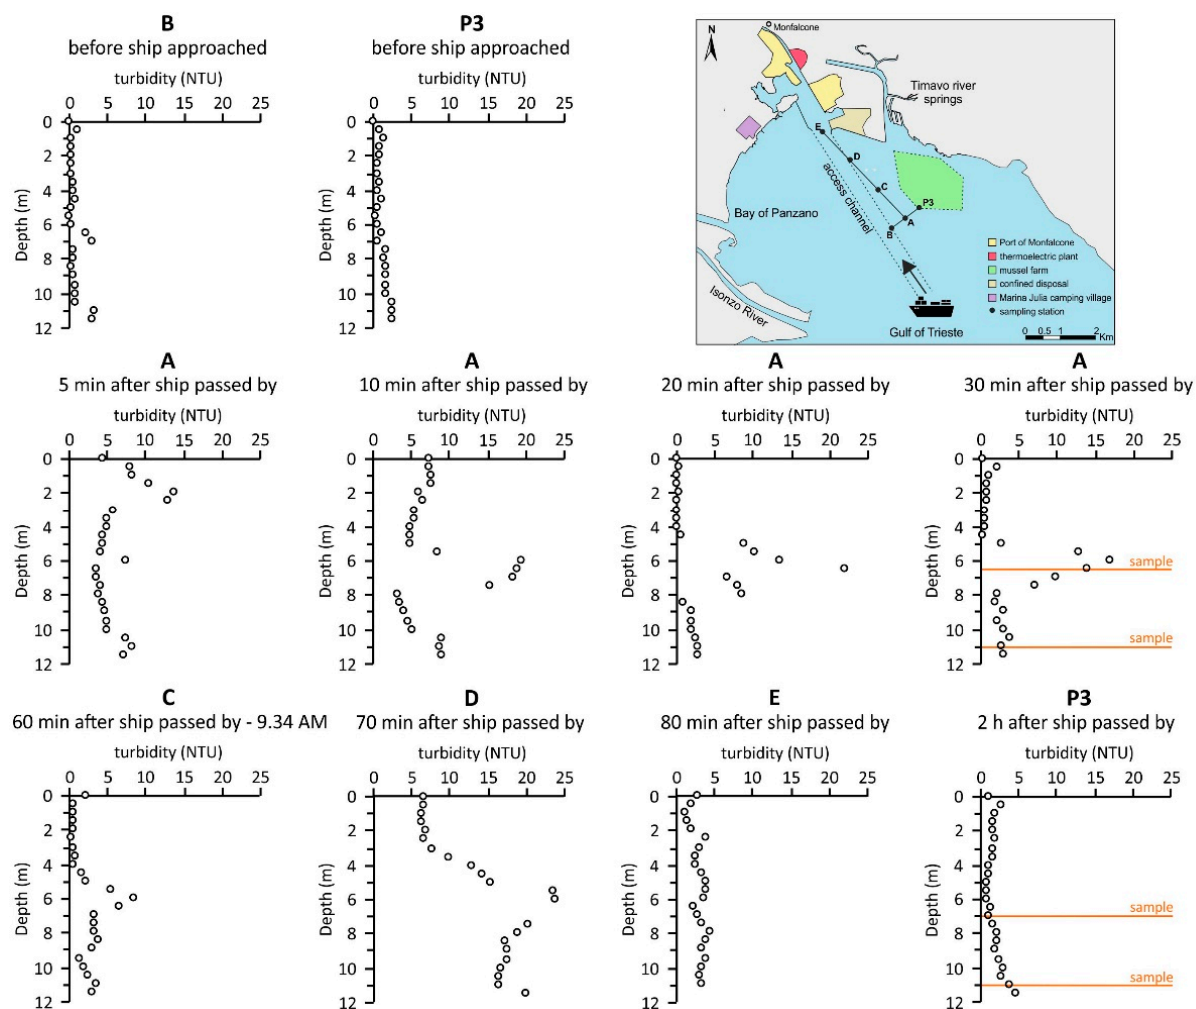 B
before ship approached
turbidity (NTU)
0 5 10 15 20 25
0
2
4
6
8
10
12
Depth (m)
P3
before ship approached
turbidity (NTU)
0 5 10 15 20 25
0
2
4
6
8
10
12
Depth (m)
N
Monfalcone
Timavo river
springs
E
D
C
P3
A
B
access channel
Bay of Panzano
Isonzo River
Gulf of Trieste
Port of Monfalcone
thermoelectric plant
mussel farm
confined disposal
Marina Julia camping village
sampling station
0 0.5 1 2
Km
A
5 min after ship passed by
turbidity (NTU)
0 5 10 15 20 25
0
2
4
6
8
10
12
Depth (m)
A
10 min after ship passed by
turbidity (NTU)
0 5 10 15 20 25
0
2
4
6
8
10
12
Depth (m)
A
20 min after ship passed by
turbidity (NTU)
0 5 10 15 20 25
0
2
4
6
8
10
12
Depth (m)
A
30 min after ship passed by
turbidity (NTU)
0 5 10 15 20 25
0
2
4
6
8
10
12
Depth (m)
sample
sample
C
60 min after ship passed by - 9.34 AM
turbidity (NTU)
0 5 10 15 20 25
0
2
4
6
8
10
12
Depth (m)
D
70 min after ship passed by
turbidity (NTU)
0 5 10 15 20 25
0
2
4
6
8
10
12
Depth (m)
E
80 min after ship passed by
turbidity (NTU)
0 5 10 15 20 25
0
2
4
6
8
10
12
Depth (m)
P3
2 h after ship passed by
turbidity (NTU)
0 5 10 15 20 25
0
2
4
6
8
10
12
Depth (m)
sample
sample